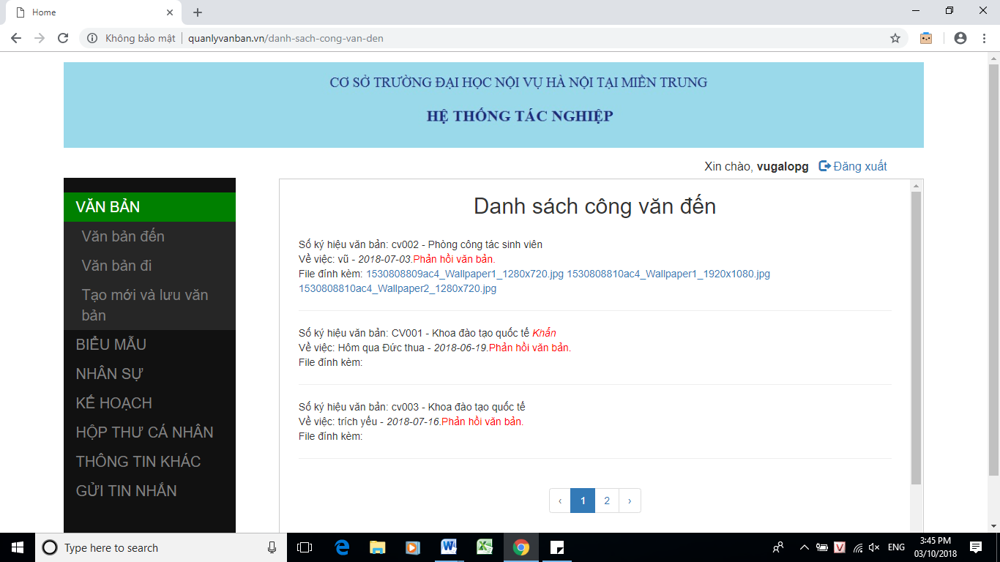 Home
Không bảo mật
quanlyvanban.vn/danh-sach-cong-van-den
CƠ SỞ TRƯỜNG ĐẠI HỌC NỘI VỤ HÀ NỘI TẠI MIỀN TRUNG
HỆ THỐNG TÁC NGHIỆP
Xin chào, vugalopg Đăng xuất
VĂN BẢN
Văn bản đến
Văn bản đi
Tạo mới và lưu văn
bản
BIỂU MẪU
NHÂN SỰ
KẾ HOẠCH
HỘP THƯ CÁ NHÂN
THÔNG TIN KHÁC
GỬI TIN NHẮN
Danh sách công văn đến
Số ký hiệu văn bản: cv002 - Phòng công tác sinh viên
Về việc: vũ - 2018-07-03.Phản hồi văn bản.
File đính kèm: 1530808809ac4_Wallpaper1_1280x720.jpg 1530808810ac4_Wallpaper1_1920x1080.jpg
1530808810ac4_Wallpaper2_1280x720.jpg
Số ký hiệu văn bản: CV001 - Khoa đào tạo quốc tế Khẩn
Về việc: Hôm qua Đức thua - 2018-06-19.Phản hồi văn bản.
File đính kèm:
Số ký hiệu văn bản: cv003 - Khoa đào tạo quốc tế
Về việc: trích yếu - 2018-07-16.Phản hồi văn bản.
File đính kèm:
‹ 1 2 ›
Type here to search
ENG
3:45 PM
03/10/2018